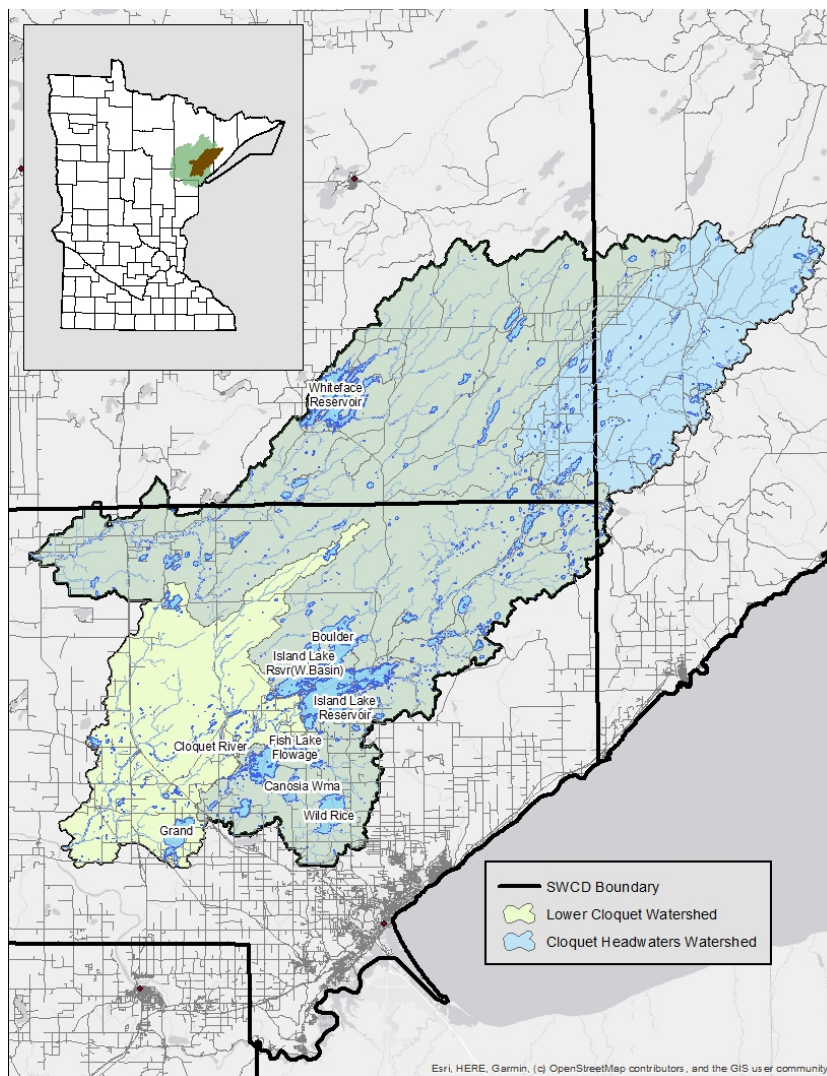 Whiteface
Reservoir
Boulder
Island Lake
Rsvr(W.Basin)
Island Lake
Reservoir
Cloquet River
Fish Lake
Flowage
Canosia Wma
Wild Rice
Grand
SWCD Boundary
Lower Cloquet Watershed
Cloquet Headwaters Watershed
Esri, HERE, Garmin, (c) OpenStreetMap contributors, and the GIS user community